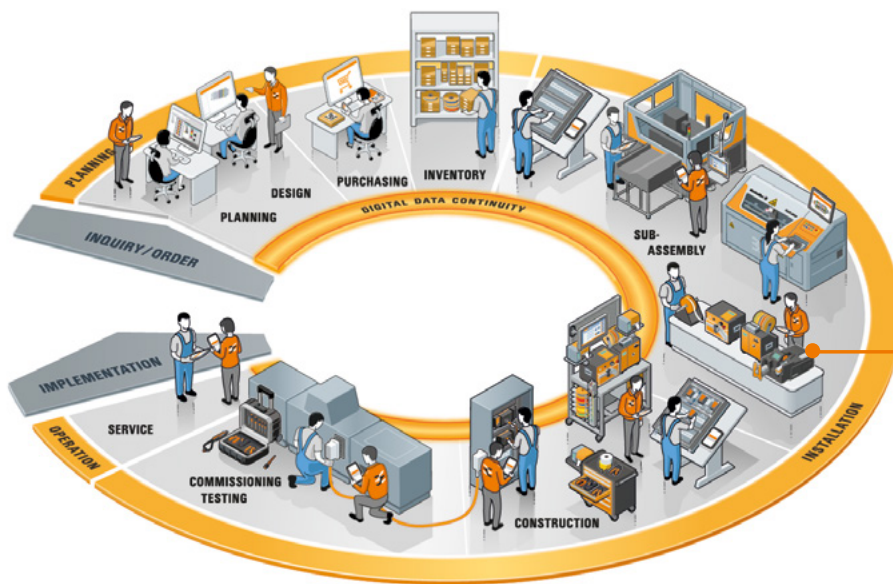 PLANNING
DESIGN
PLANNING
PURCHASING
INVENTORY
DIGITAL DATA CONTINUITY
SUB-
ASSEMBLY
INQUIRY/ORDER
IMPLEMENTATION
OPERATION
SERVICE
COMMISSIONING
TESTING
CONSTRUCTION
INSTALLATION